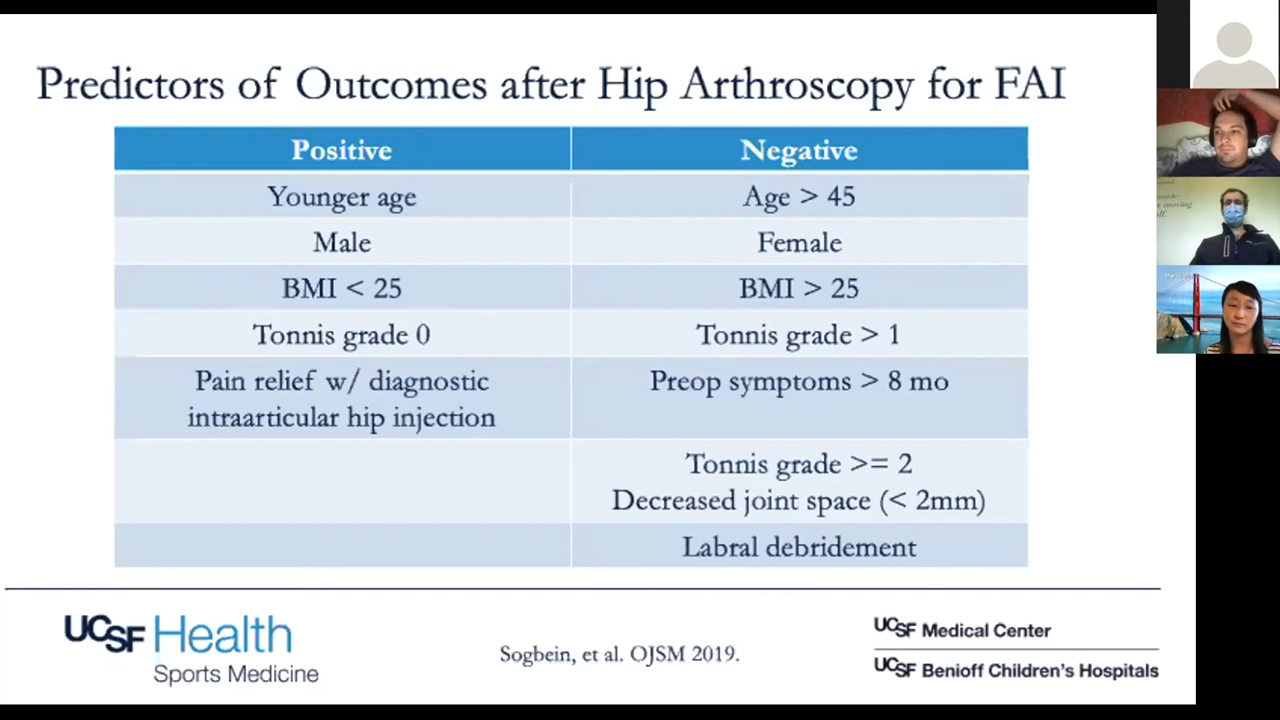 Predictors of Outcomes after Hip Arthroscopy for FAI
Positive Negative
Younger age Age > 45
Male Female
BMI < 25 BMI > 25
Tonnis grade 0 Tonnis grade > 1
Pain relief w/ diagnostic Preop symptoms > 8 mo
intraarticular hip injection
Tonnis grade >= 2
Decreased joint space (< 2mm)
Labral debridement
UCSF Health
Sports Medicine
Sogbein, et al. OJSM 2019.
UCSF Medical Center
UCSF Benioff Children's Hospitals
moving